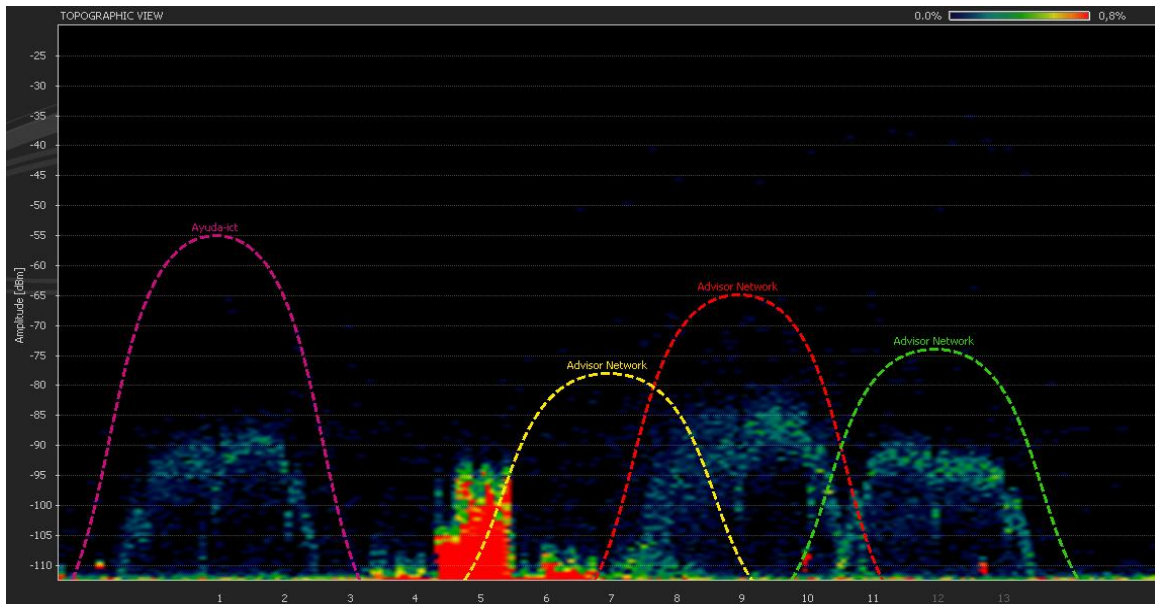 TOPOGRAPHIC VIEW
0.0%
0,8%
-25
-30
-35
-40
-45
-50
-55
-60
-65
-70
-75
-80
-85
-90
-95
-100
-105
-110
Amplitude [dBm]
Ayuda-ict
Advisor Network
Advisor Network
Advisor Network
1 2 3 4 5 6 7 8 9 10 11 12 13